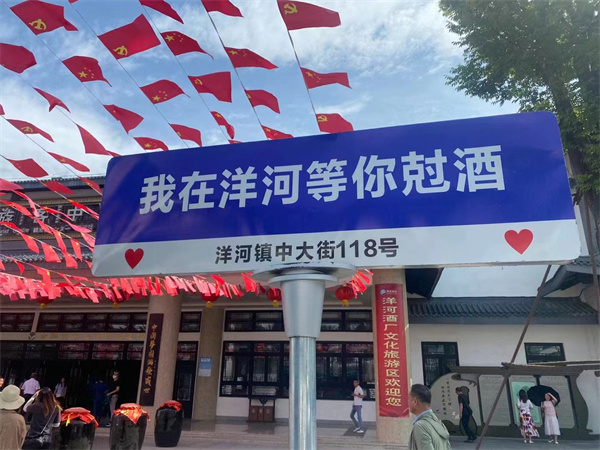 我在洋河等你尅酒
洋河镇中大街118号
洋河酒厂文化旅游区欢迎您